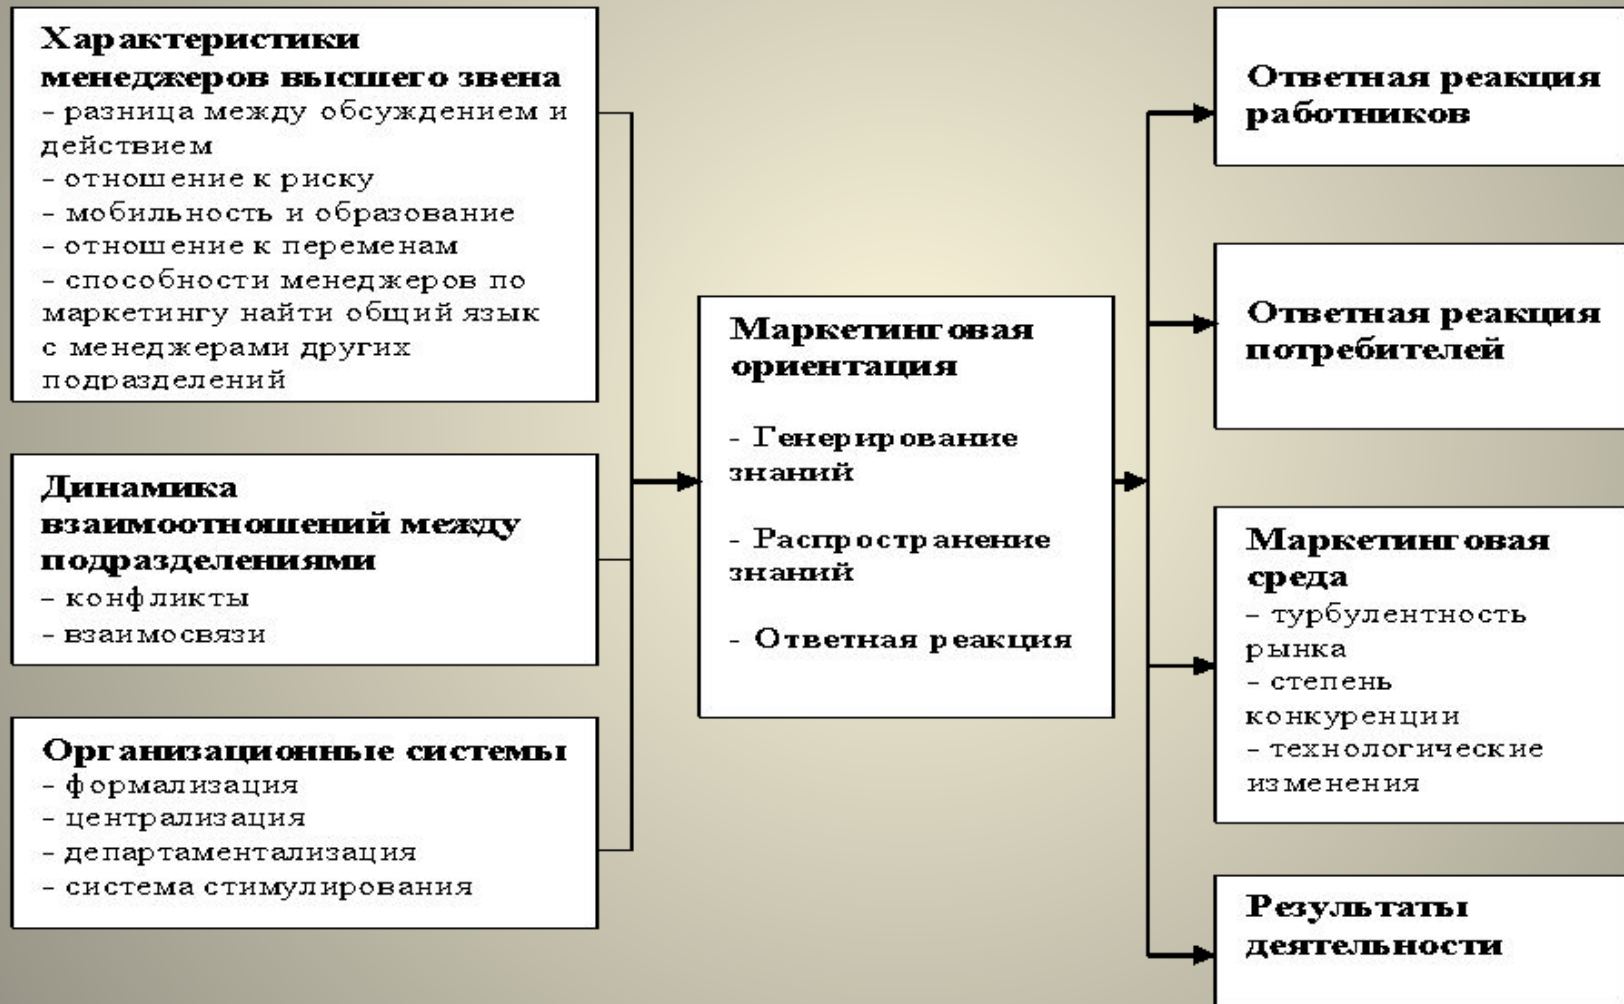 Характеристики
менеджеров высшего звена
- разница между обсуждением и
действием
- отношение к риску
- мобильность и образование
- отношение к переменам
- способности менеджеров по
маркетингу найти общий язык
с менеджерами других
подразделений
Динамика
взаимоотношений между
подразделениями
- конфликты
- взаимосвязи
Организационные системы
- формализация
- централизация
- департаментализация
- система стимулирования
Маркетинговая
ориентация
- Генерирование
знаний
- Распространение
знаний
- Ответная реакция
Ответная реакция
работников
Ответная реакция
потребителей
Маркетинговая
среда
- турбулентность
рынка
- степень
конкуренции
- технологические
изменения
Результаты
деятельности